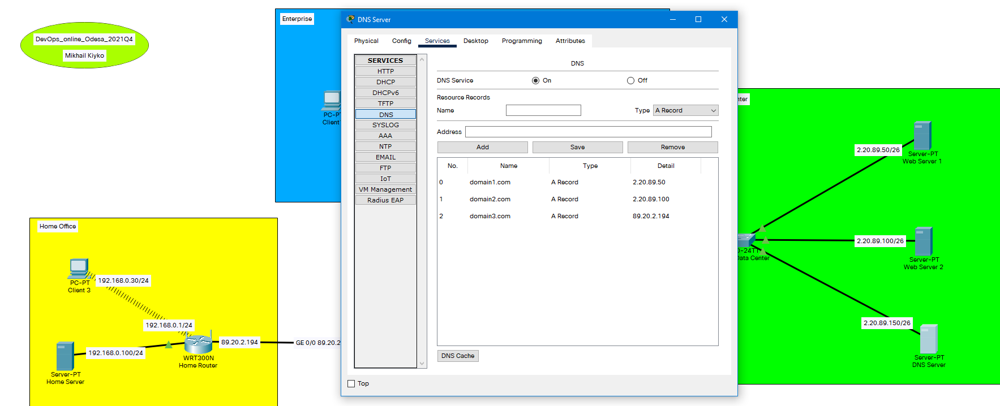 DevOps_online_Odesa_2021Q4
Mikhail Kiyko
Enterprise
PC-PT
Client
DNS Server
Physical Config Services Desktop Programming Attributes
SERVICES
HTTP
DHCP
DHCPv6
TFTP
DNS
SYSLOG
AAA
NTP
EMAIL
FTP
IoT
VM Management
Radius EAP
DNS
DNS Service On Off
Resource Records
Name Type A Record
Address
Add Save Remove
No. Name Type Detail
0 domain1.com A Record 2.20.89.50
1 domain2.com A Record 2.20.89.100
2 domain3.com A Record 89.20.2.194
DNS Cache
Top
Home Office
PC-PT
Client 3
192.168.0.30/24
192.168.0.1/24
192.168.0.100/24
Server-PT
Home Server
WRT300N
Home Router
89.20.2.194
GE 0/0 89.20.2
nter
2.20.89.50/26
Server-PT
Web Server 1
2.20.89.100/26
Server-PT
Web Server 2
0-24TT
Data Center
2.20.89.150/26
Server-PT
DNS Server